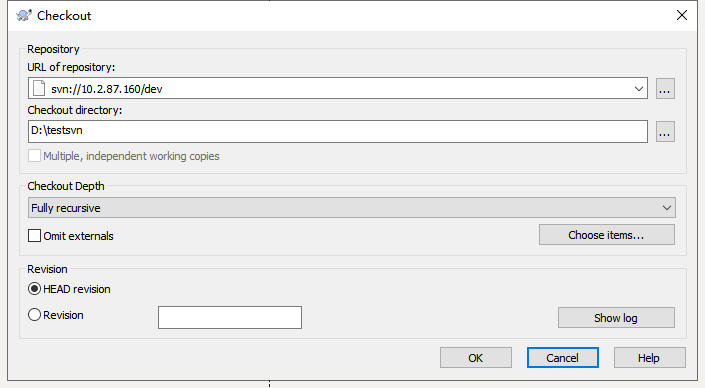 Checkout
Repository
URL of repository:
svn://10.2.87.160/dev
...
Checkout directory:
D:\testsvn
...
Multiple, independent working copies
Checkout Depth
Fully recursive
Omit externals
Choose items...
Revision
HEAD revision
Revision
Show log
OK
Cancel
Help